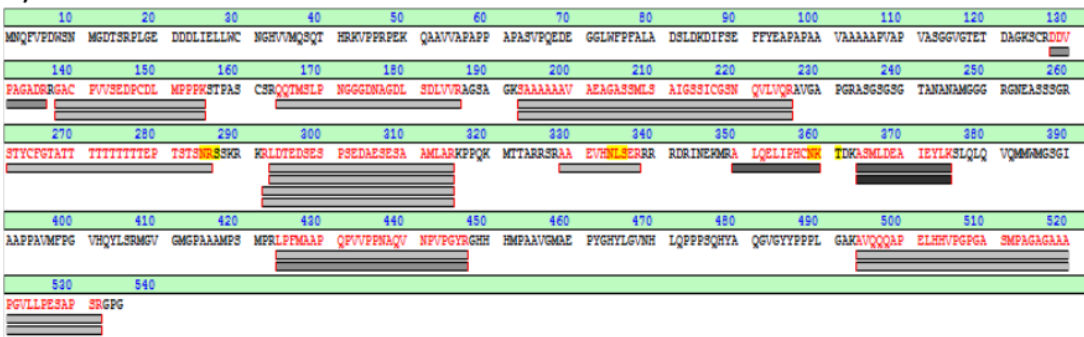 10 20 30 40 50 60 70 80 90 100 110 120 130
MNQFVPDWSN MGDTSRPLGE DDDLIELLWC NGHVVMQSQT HRKVPPRPEK QAAVVAPAPP APASVPQEDE GGLWFPFALA DSLDKDIFSE FFYEAPAPAA VAAAAAPVAP VASGGVGTET DAGKSCRDDV
140 150 160 170 180 190 200 210 220 230 240 250 260
PAGADRRGAC PVVSEDPCDL MPPPPKSTPAS CSRQQTMSLP NGGGDNAGDL SDLVVRAGSA GKSAAAAAAV AEAGASSMLS AIGSSICGSN QVLVQRAVGA PGRASGSGSG TANANAMGGG RGNEASSSGR
270 280 290 300 310 320 330 340 350 360 370 380 390
STYCFGTATT TTTTTTTTEP TSTSNRSSKR KRLDTEDSES PSEDAESESA AMLARKPPQK MTTARRSRAA EVHNLSERRR RDRINEKMRA LQELIPHCNK TDKASMLDEA IEYLKSLQLQ VQMMWMGSGI
400 410 420 430 440 450 460 470 480 490 500 510 520
AAPPAVMFPG VHQYLSRMGV GMGPAAAMPS MPRLPFMAAP QPVVPPNAQV NPVPGYRGHH HMPAAVGMAE PYGHYLGVNH LQPPPSQHYA QGVGYYPPPL GAKAVQQQAP ELHHVPGPGA SMPAGAGAAA
530 540
PGVLLPESAP SRGPG